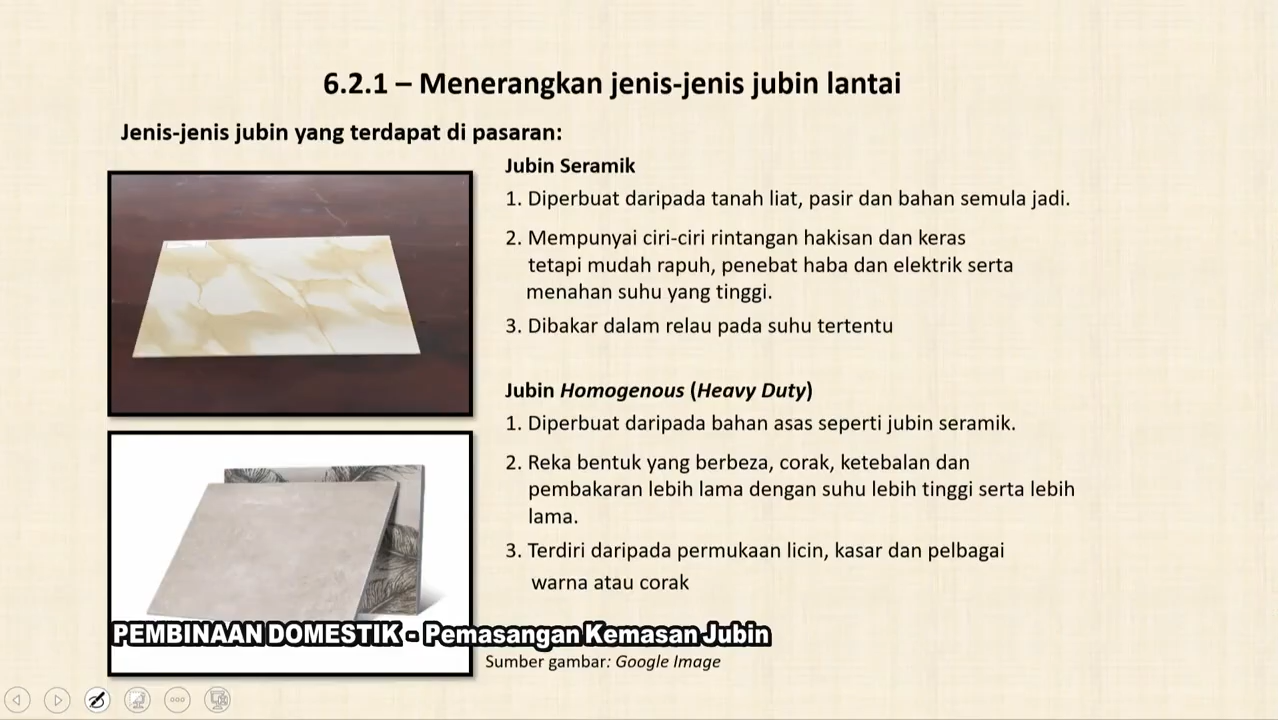 6.2.1 – Menerangkan jenis-jenis jubin lantai
Jenis-jenis jubin yang terdapat di pasaran:
Jubin Seramik
1. Diperbuat daripada tanah liat, pasir dan bahan semula jadi.
2. Mempunyai ciri-ciri rintangan hakisan dan keras
tetapi mudah rapuh, penebat haba dan elektrik serta
menahan suhu yang tinggi.
3. Dibakar dalam relau pada suhu tertentu
Jubin Homogenous (Heavy Duty)
1. Diperbuat daripada bahan asas seperti jubin seramik.
2. Reka bentuk yang berbeza, corak, ketebalan dan
pembakaran lebih lama dengan suhu lebih tinggi serta lebih
lama.
3. Terdiri daripada permukaan licin, kasar dan pelbagai
warna atau corak
PEMBINAAN DOMESTIK - Pemasangan Kemasan Jubin
Sumber gambar: Google Image